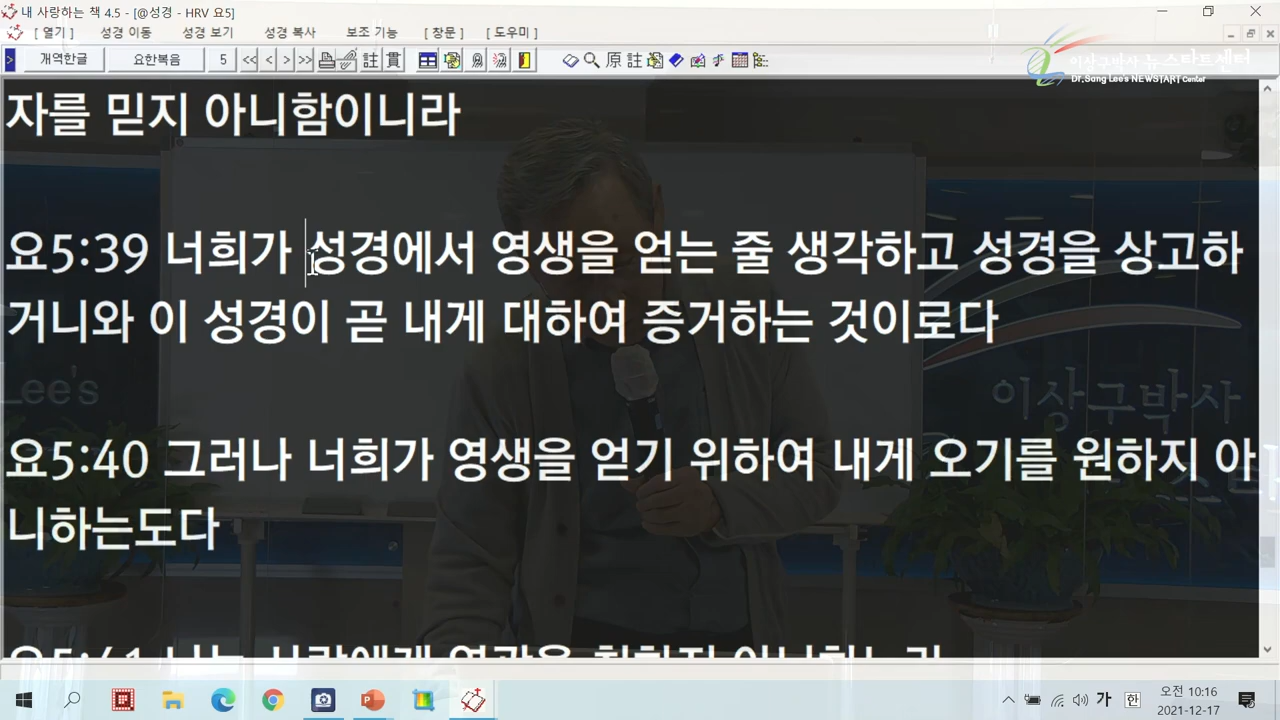 내 사랑하는 책 4.5 - [@성경 - HRV 요5]
[ 열기 ] 성경 이동 성경 보기 성경 복사 보조 기능 [ 창문 ] [ 도우미 ]
> 개역한글 요한복음 5 << < > >> 註 貫 原 註
이상구박사 뉴스타트센터
Dr.Sang Lee's NEWSTART Center
자를 믿지 아니함이니라
요5:39 너희가 성경에서 영생을 얻는 줄 생각하고 성경을 상고하
거니와 이 성경이 곧 내게 대하여 증거하는 것이로다
Lee's
이상구박사
요5:40 그러나 너희가 영생을 얻기 위하여 내게 오기를 원하지 아
니하는도다
가 한 오전 10:16
2021-12-17